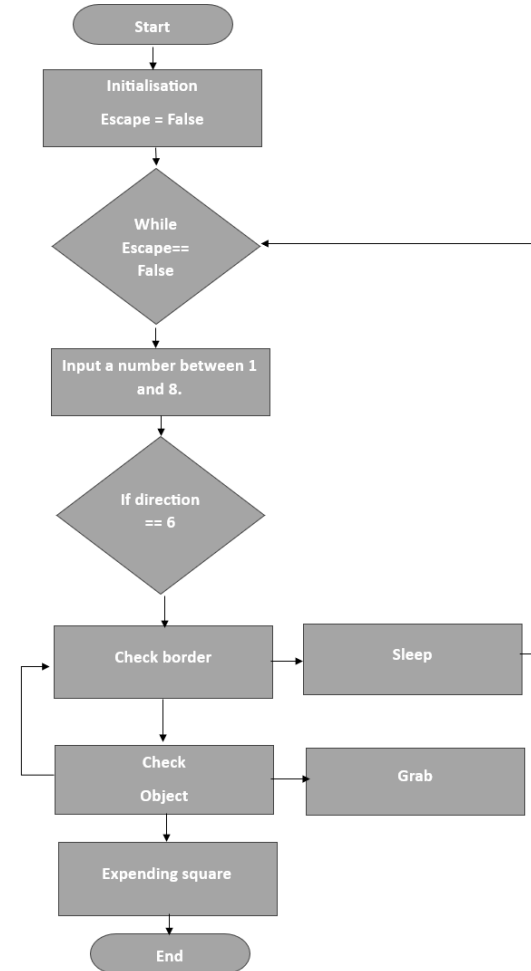 Start
Initialisation
Escape = False
While
Escape==
False
Input a number between 1
and 8.
If direction
== 6
Check border
Sleep
Check
Object
Grab
Expending square
End